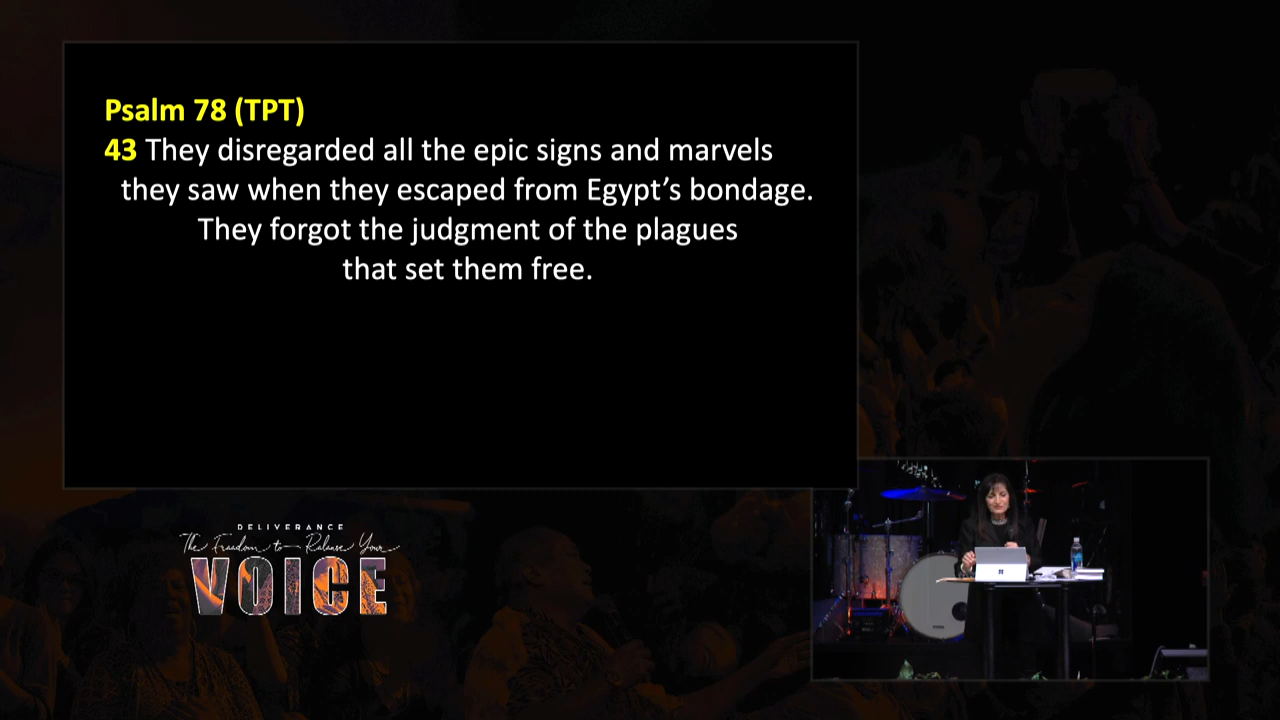 Psalm 78 (TPT)
43 They disregarded all the epic signs and marvels
they saw when they escaped from Egypt’s bondage.
They forgot the judgment of the plagues
that set them free.
DELIVERANCE
The Freedom to Release Your
VOICE